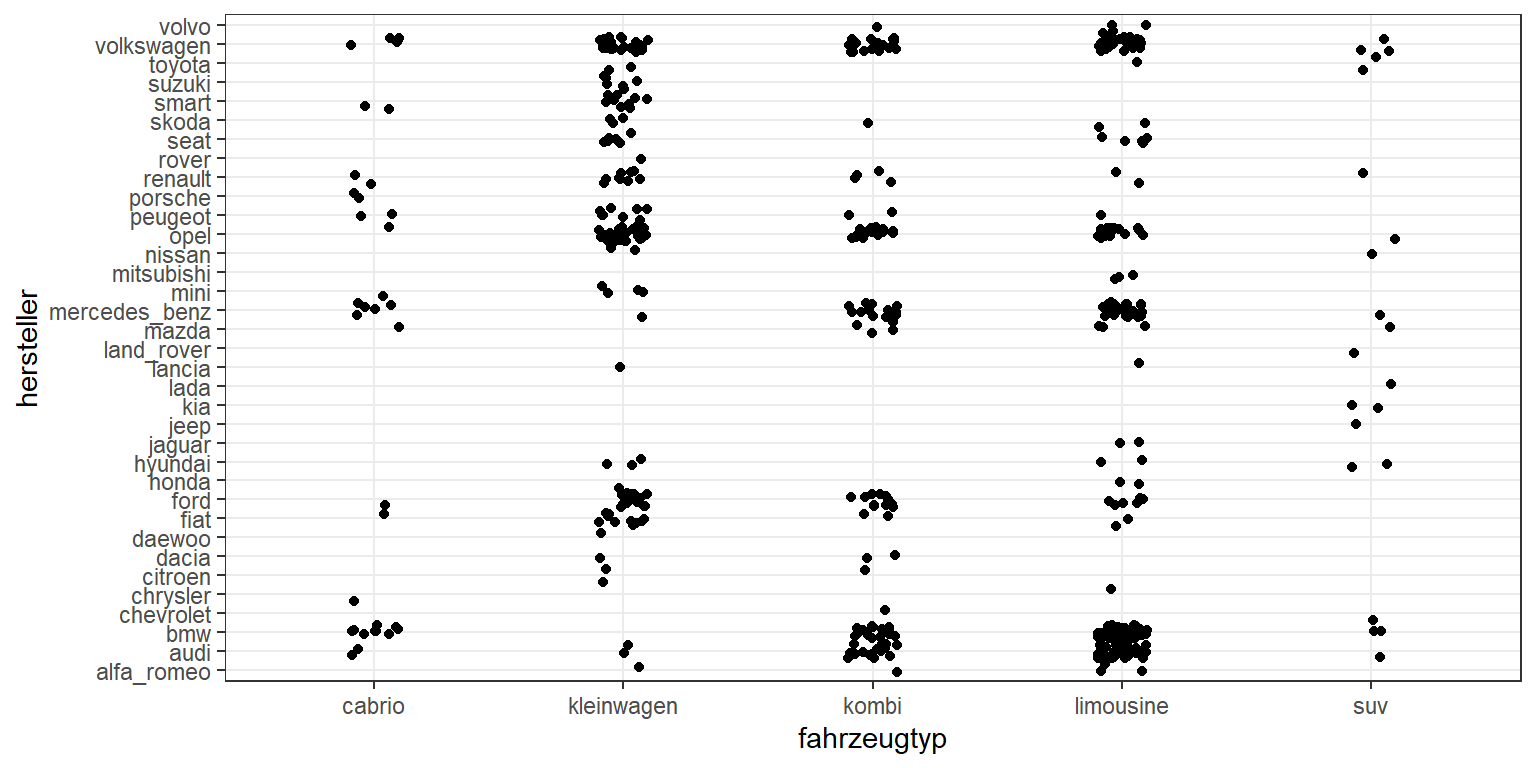 volvo
volkswagen
toyota
suzuki
smart
skoda
seat
rover
renault
porsche
peugeot
opel
nissan
mitsubishi
mini
mercedes_benz
mazda
land_rover
lancia
lada
kia
jeep
jaguar
hyundai
honda
ford
fiat
daewoo
dacia
citroen
chrysler
chevrolet
bmw
audi
alfa_romeo
hersteller
cabrio kleinwagen kombi limousine suv
fahrzeugtyp